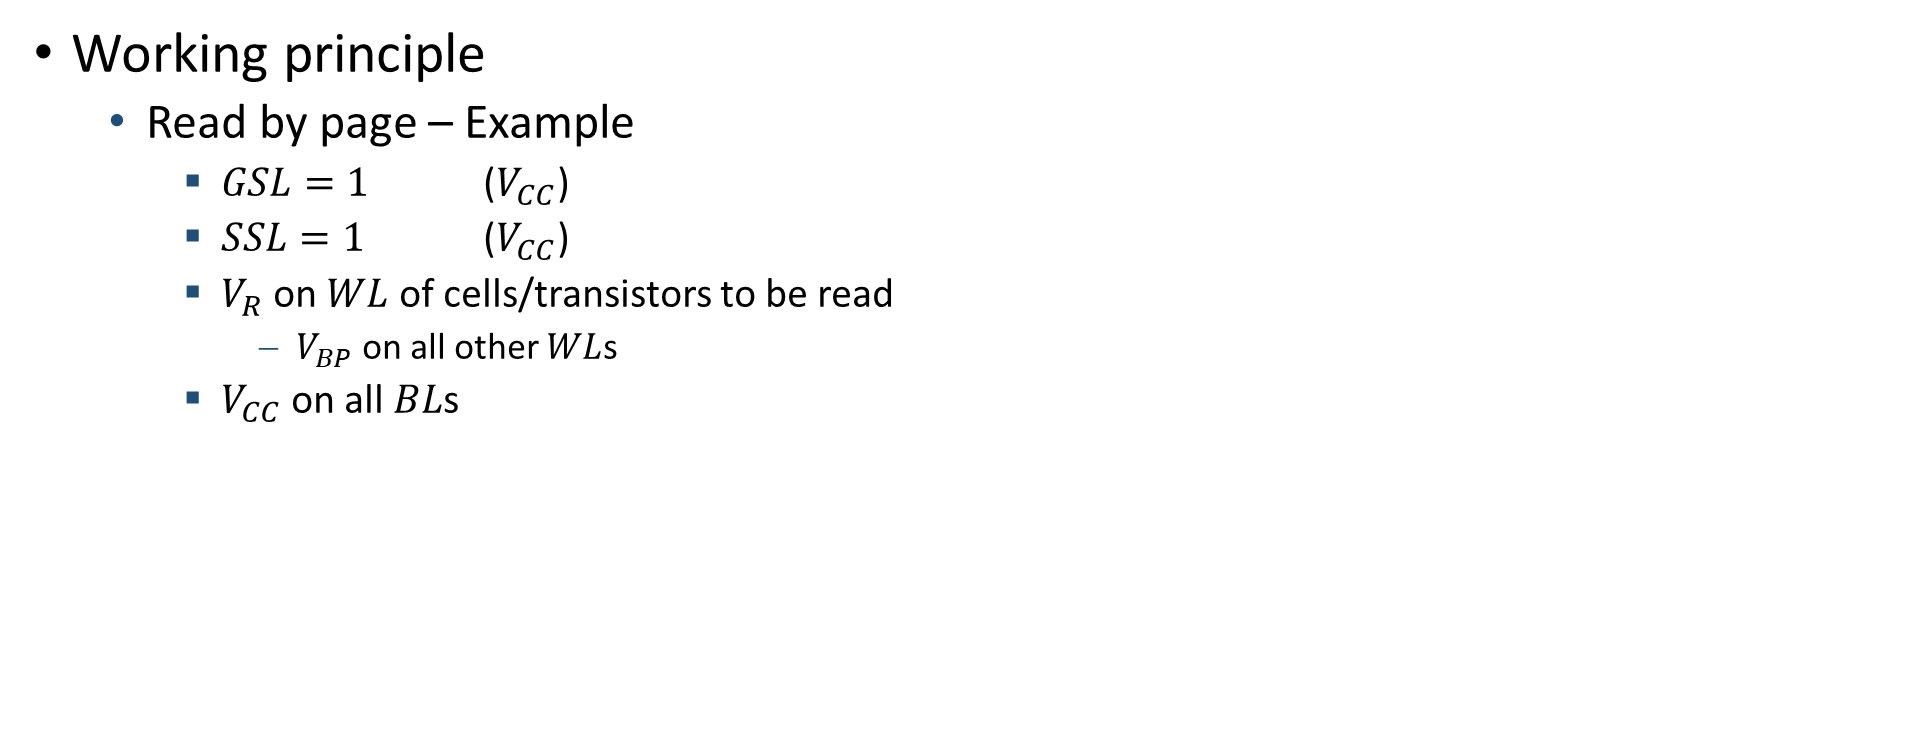 • Working principle
• Read by page – Example
▪ GSL = 1 (V_CC)
▪ SSL = 1 (V_CC)
▪ V_R on WL of cells/transistors to be read
– V_BP on all other WLs
▪ V_CC on all BLs